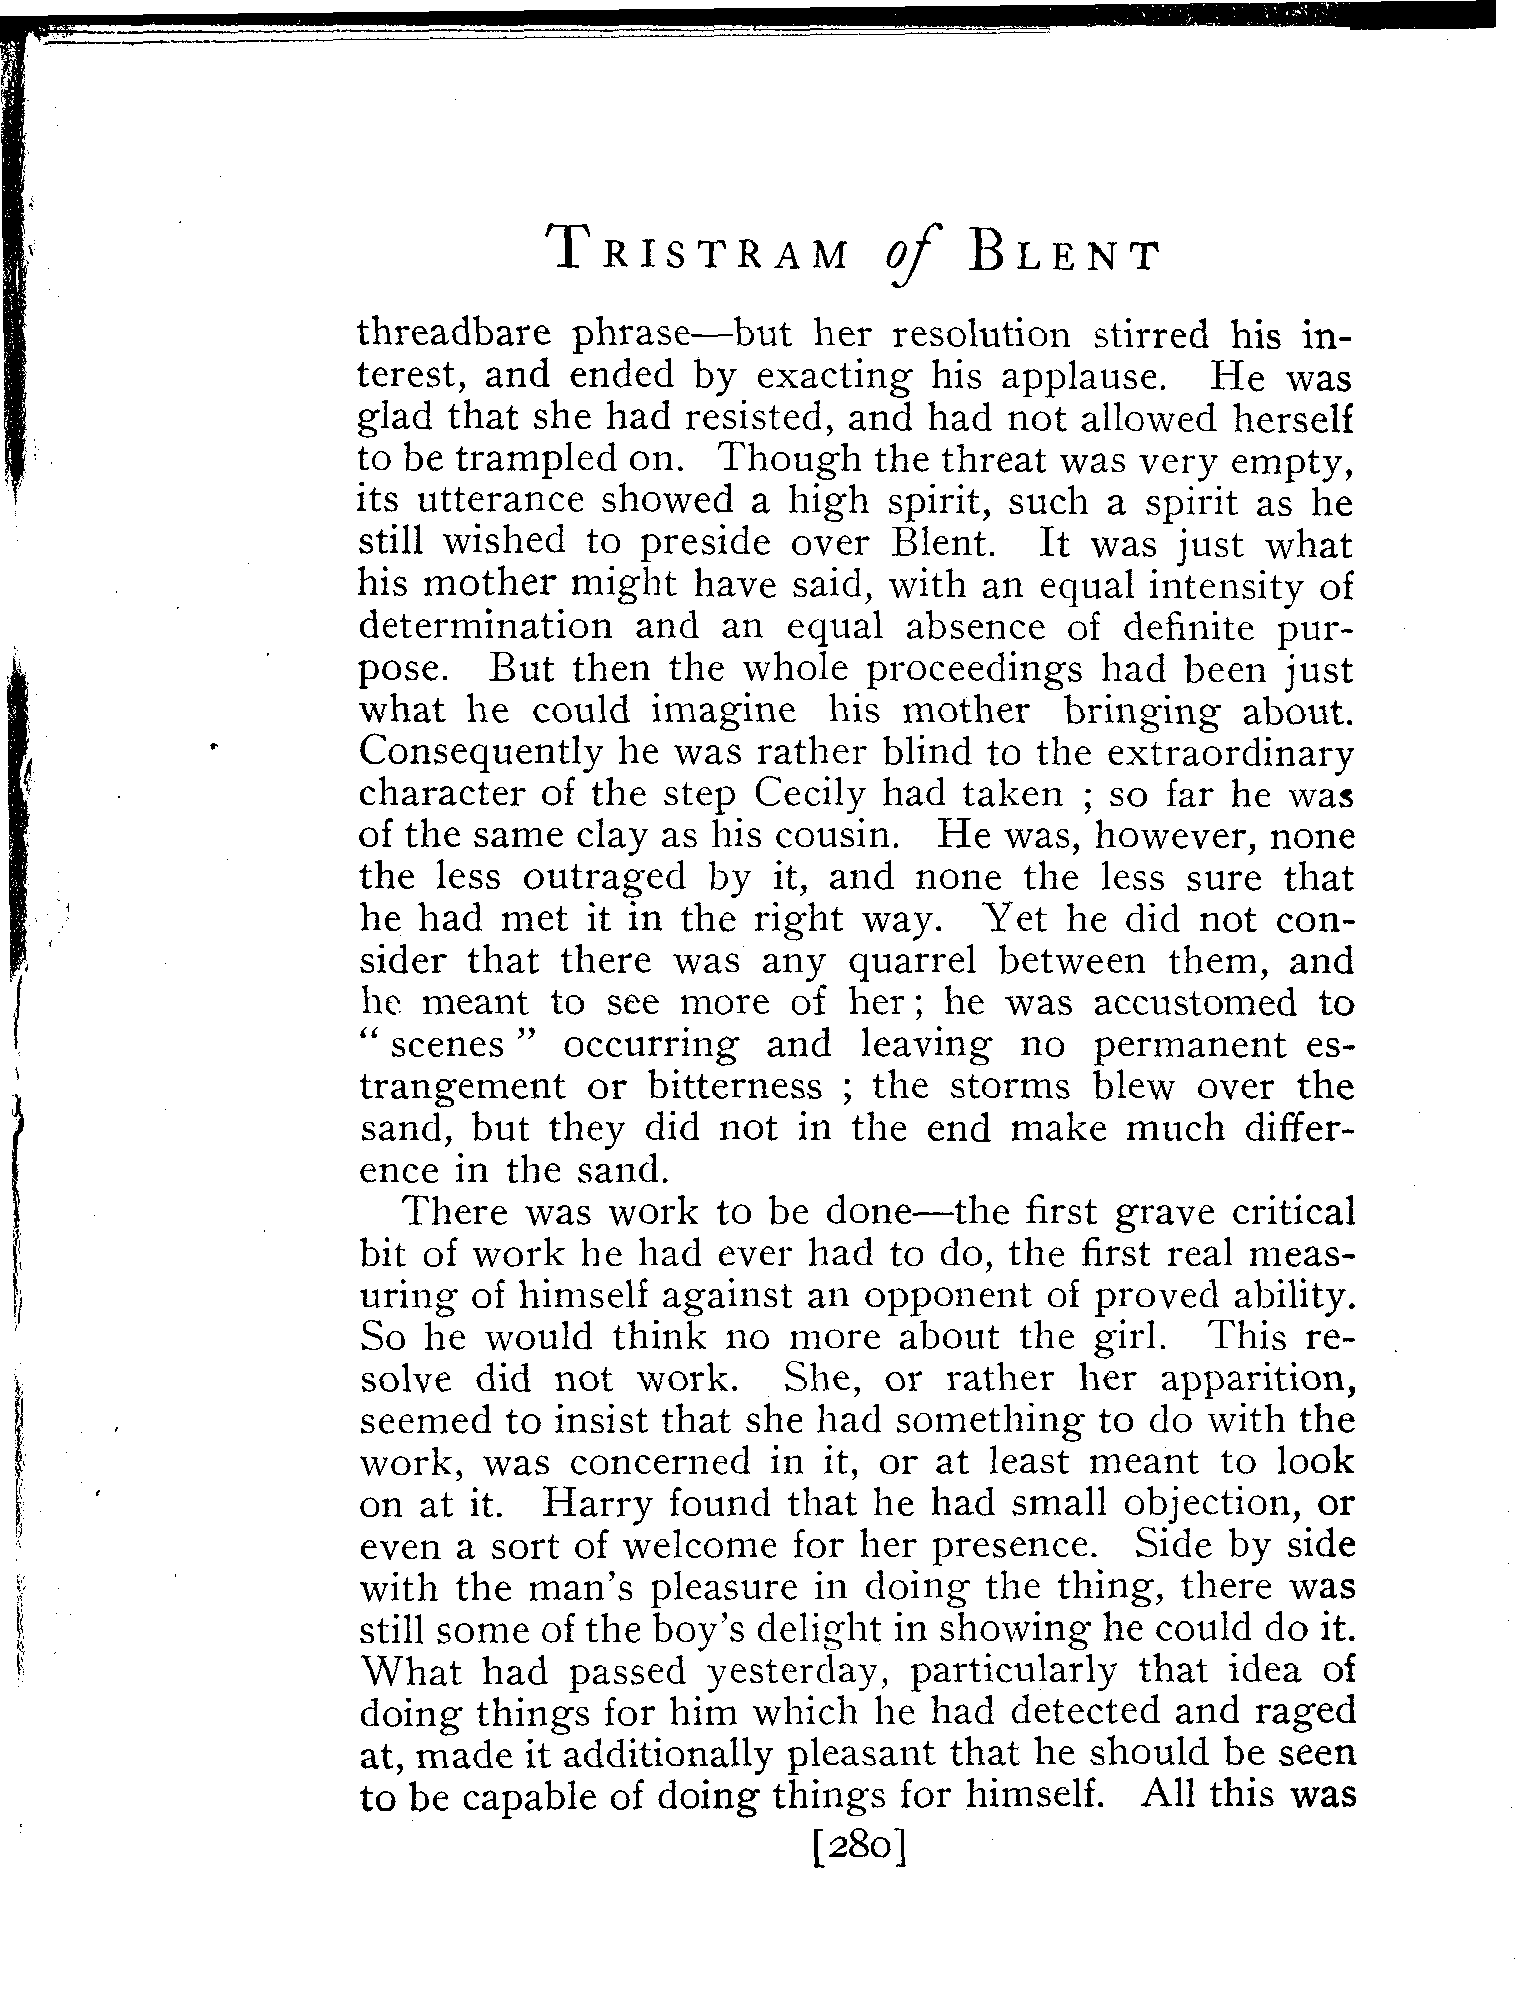 TRISTRAM of BLENT
threadbare phrase—but her resolution stirred his in-
terest, and ended by exacting his applause. He was
glad that she had resisted, and had not allowed herself
to be trampled on. Though the threat was very empty,
its utterance showed a high spirit, such a spirit as he
still wished to preside over Blent. It was just what
his mother might have said, with an equal intensity of
determination and an equal absence of definite pur-
pose. But then the whole proceedings had been just
what he could imagine his mother bringing about.
Consequently he was rather blind to the extraordinary
character of the step Cecily had taken ; so far he was
of the same clay as his cousin. He was, however, none
the less outraged by it, and none the less sure that
he had met it in the right way. Yet he did not con-
sider that there was any quarrel between them, and
he meant to see more of her; he was accustomed to
" scenes " occurring and leaving no permanent es-
trangement or bitterness ; the storms blew over the
sand, but they did not in the end make much differ-
ence in the sand.
There was work to be done—the first grave critical
bit of work he had ever had to do, the first real meas-
uring of himself against an opponent of proved ability.
So he would think no more about the girl. This re-
solve did not work. She, or rather her apparition,
seemed to insist that she had something to do with the
work, was concerned in it, or at least meant to look
on at it. Harry found that he had small objection, or
even a sort of welcome for her presence. Side by side
with the man's pleasure in doing the thing, there was
still some of the boy's delight in showing he could do it.
What had passed yesterday, particularly that idea of
doing things for him which he had detected and raged
at, made it additionally pleasant that he should be seen
to be capable of doing things for himself. All this was
[280]